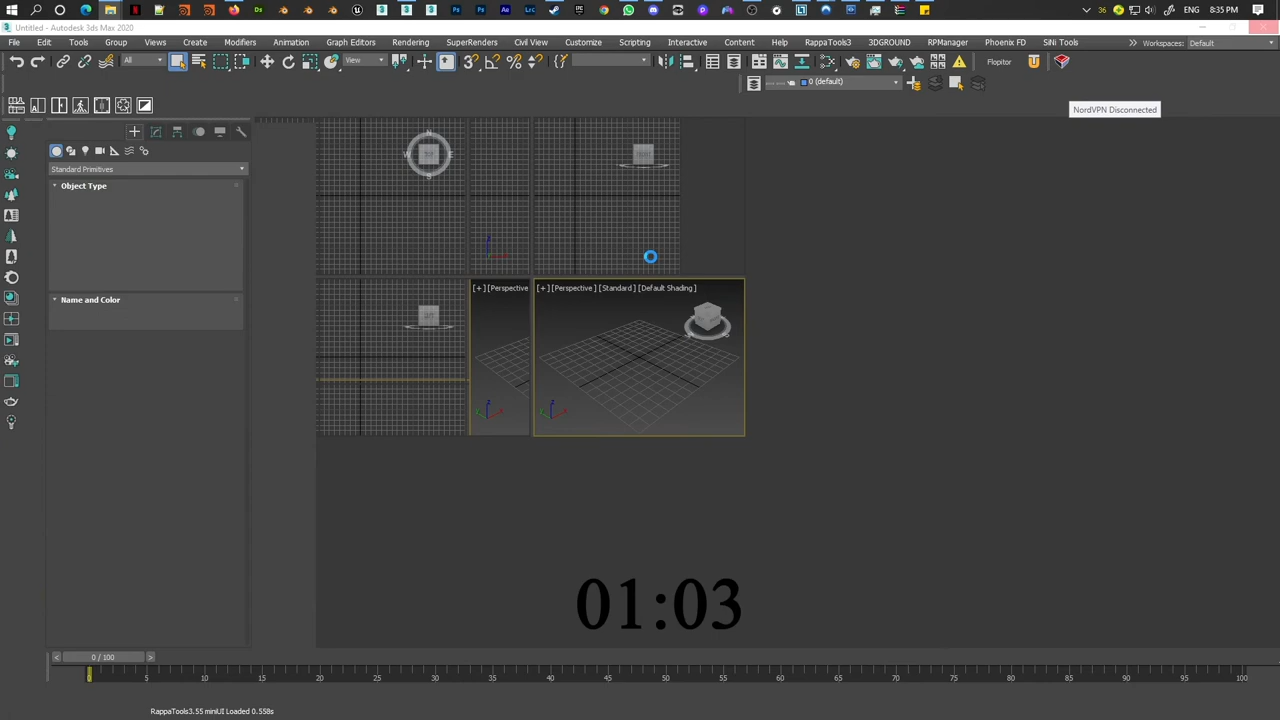 36
ENG
8:35 PM
Untitled - Autodesk 3ds Max 2020
File Edit Tools Group Views Create Modifiers Animation Graph Editors Rendering SuperRenders Civil View Customize Scripting Interactive Content Help RappaTools3 3DGROUND RPManager Phoenix FD SiNi Tools Workspaces: Default
All View Flopitor
0 (default)
NordVPN Disconnected
N
W E
S
Standard Primitives
Object Type
[+] [Perspective [+] [Perspective ] [Standard ] [Default Shading ]
Name and Color
01:03
< 0 / 100 >
0 5 10 15 20 25 30 35 40 45 50 55 60 65 70 75 80 85 90 95 100
RappaTools3.55 miniUI Loaded 0.558s